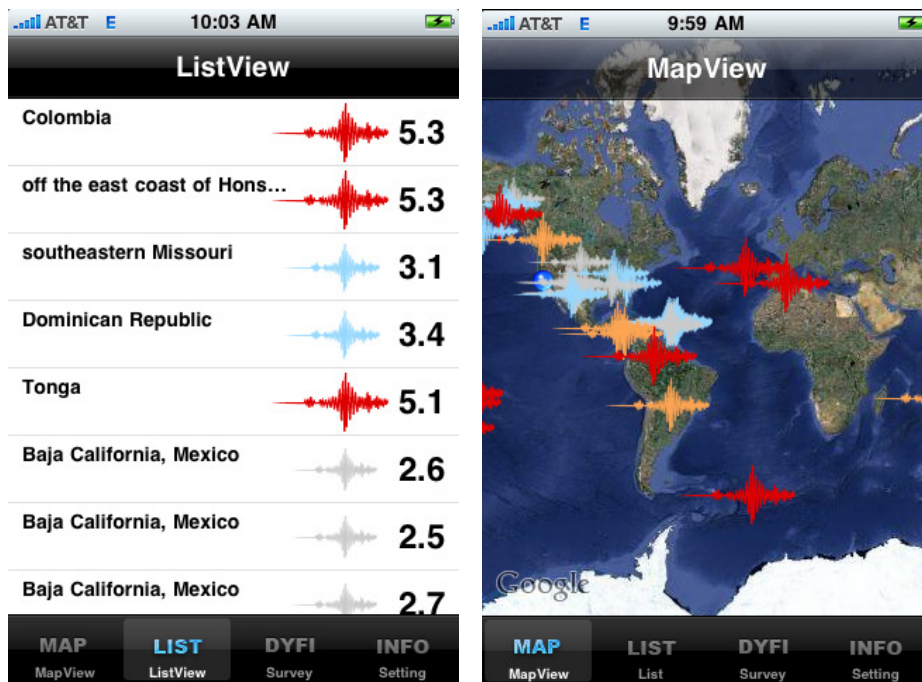 AT&T E 10:03 AM
ListView
Colombia 5.3
off the east coast of Hons... 5.3
southeastern Missouri 3.1
Dominican Republic 3.4
Tonga 5.1
Baja California, Mexico 2.6
Baja California, Mexico 2.5
Baja California, Mexico 2.7
MAP LIST DYFI INFO
MapView ListView Survey Setting
AT&T E 9:59 AM
MapView
Google
MAP LIST DYFI INFO
MapView List Survey Setting